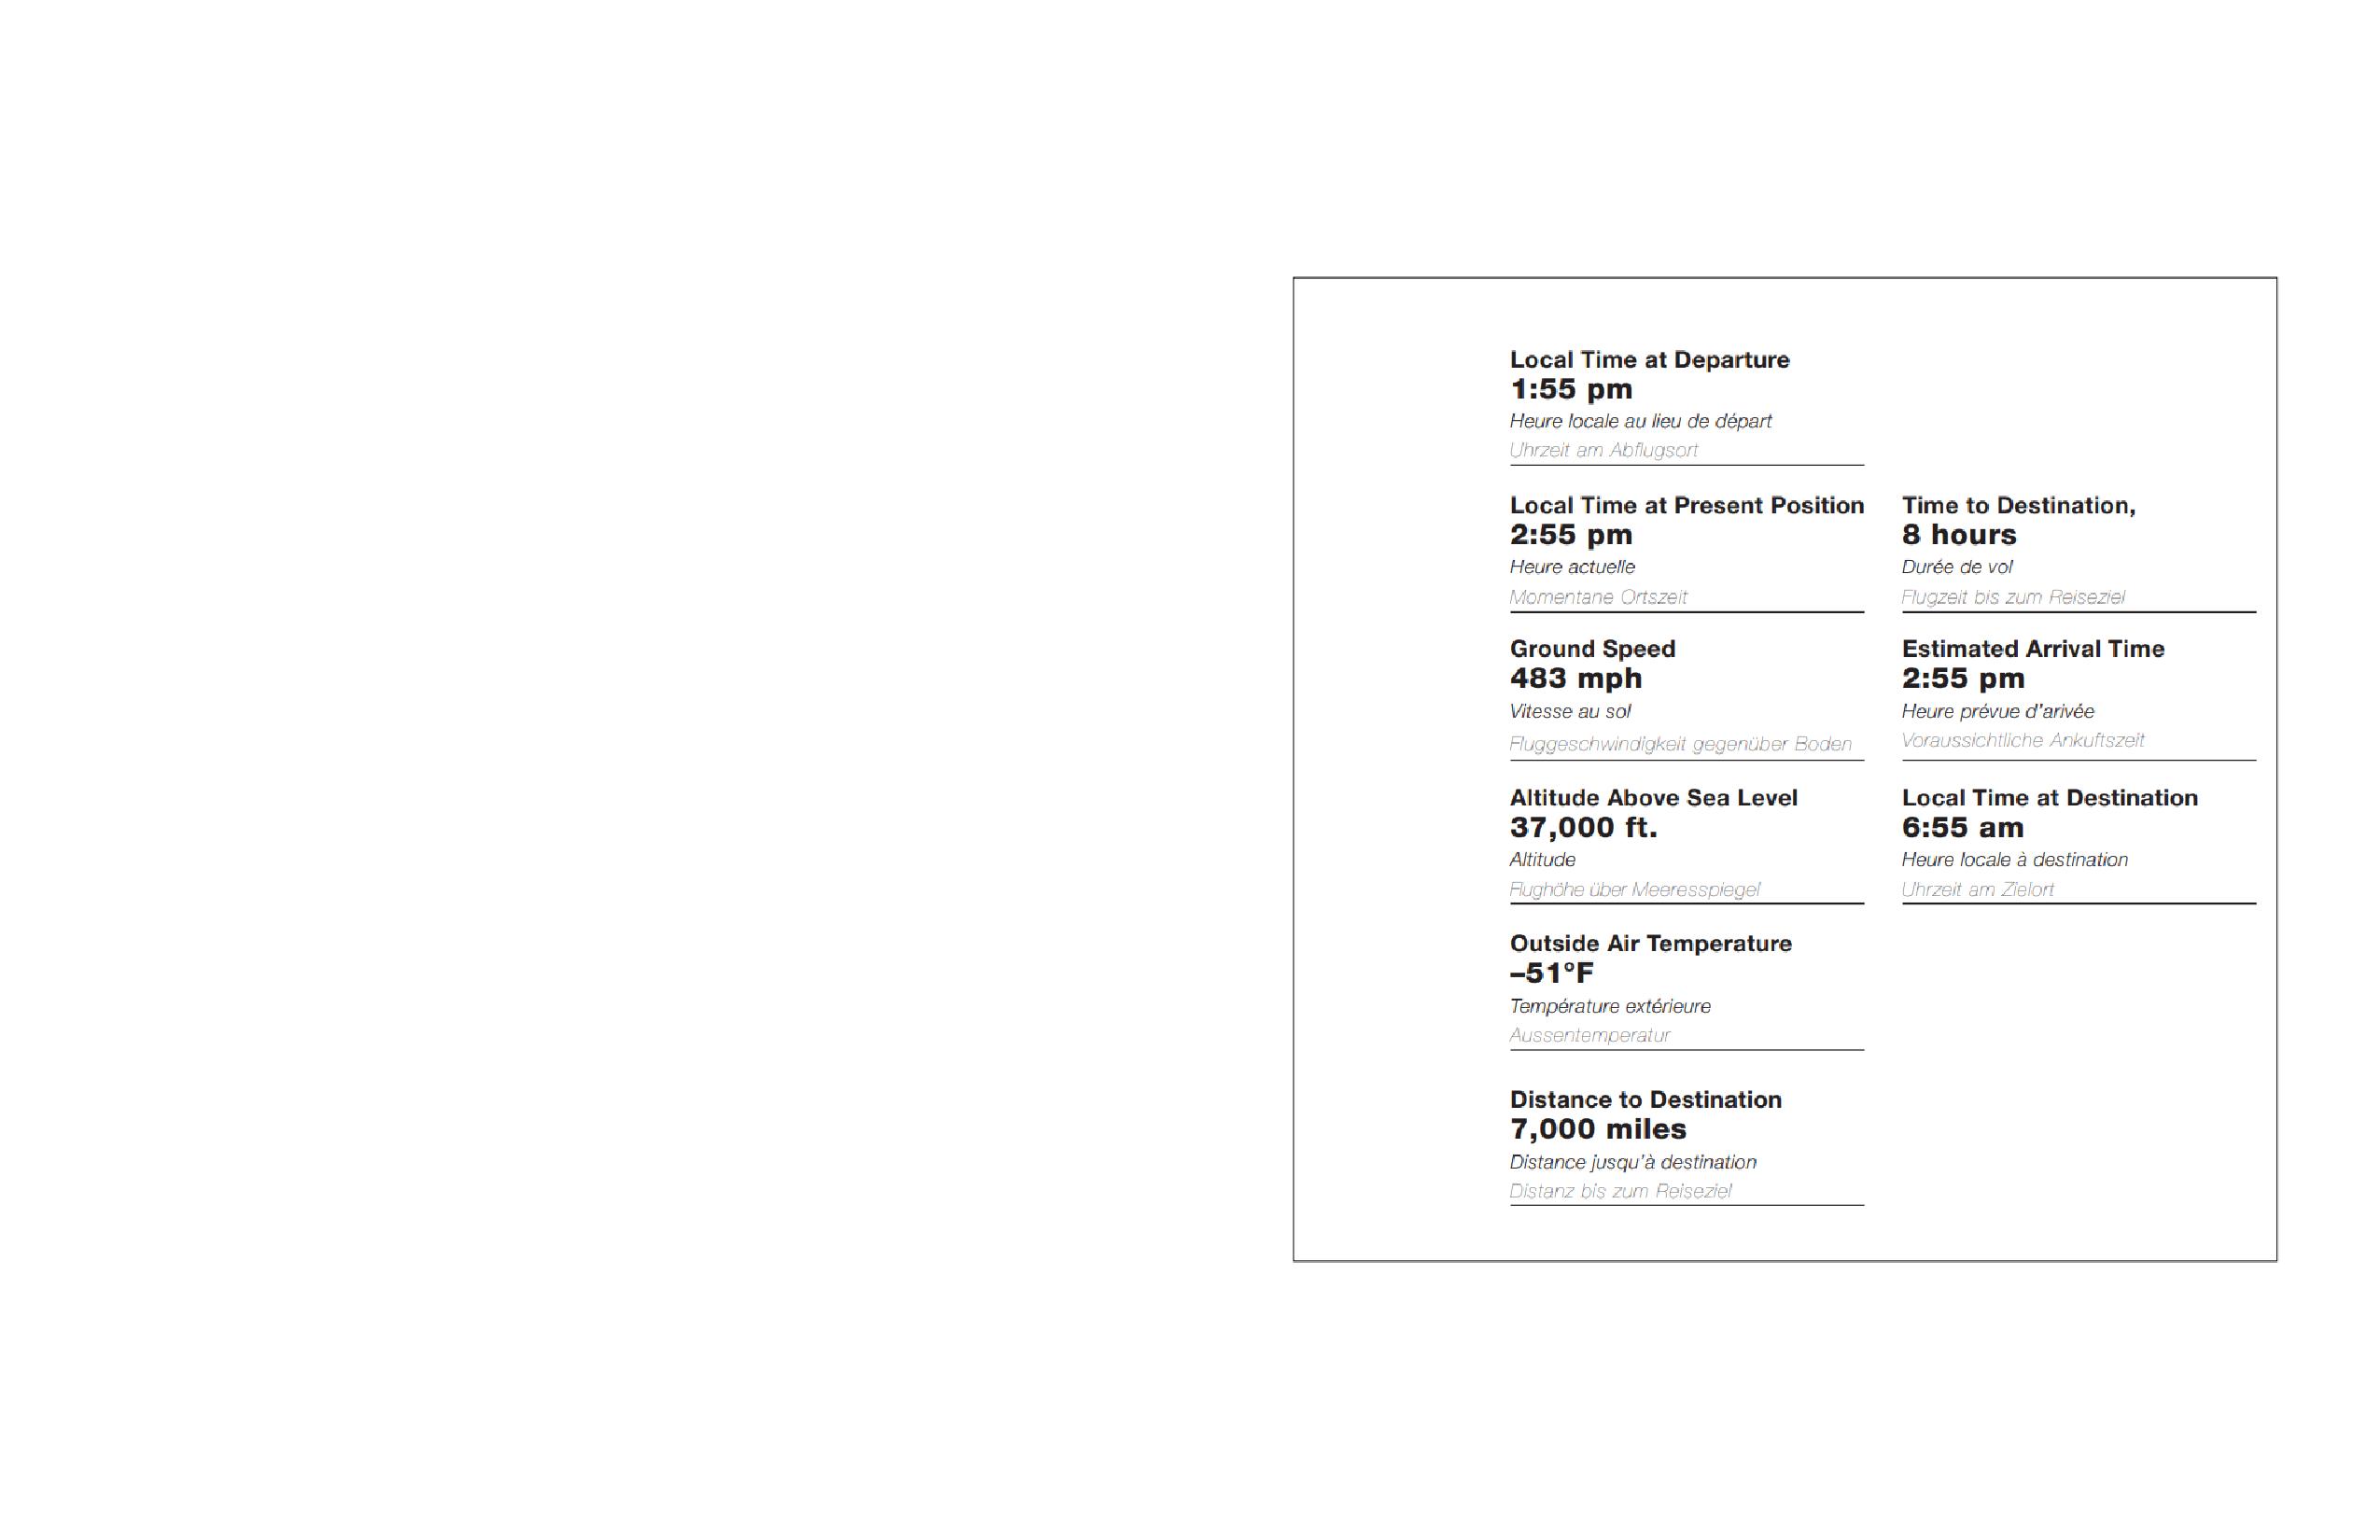 Local Time at Departure
1:55 pm
Heure locale au lieu de départ
Uhrzeit am Abflugsort
Local Time at Present Position
2:55 pm
Heure actuelle
Momentane Ortszeit
Ground Speed
483 mph
Vitesse au sol
Fluggeschwindigkeit gegenüber Boden
Altitude Above Sea Level
37,000 ft.
Altitude
Flughöhe über Meeresspiegel
Outside Air Temperature
–51°F
Température extérieure
Aussentemperatur
Distance to Destination
7,000 miles
Distance jusqu'à destination
Distanz bis zum Reiseziel
Time to Destination,
8 hours
Durée de vol
Flugzeit bis zum Reiseziel
Estimated Arrival Time
2:55 pm
Heure prévue d'arivée
Voraussichtliche Ankuftszeit
Local Time at Destination
6:55 am
Heure locale à destination
Uhrzeit am Zielort